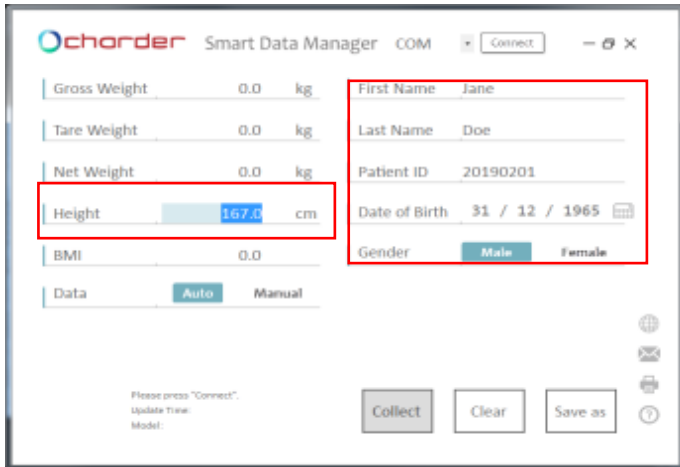 charder Smart Data Manager COM Connect
Gross Weight 0.0 kg First Name Jane
Tare Weight 0.0 kg Last Name Doe
Net Weight 0.0 kg Patient ID 20190201
Height 167.0 cm Date of Birth 31 / 12 / 1965
BMI 0.0 Gender Male Female
Data Auto Manual
Please press "Connect".
Update Time:
Model:
Collect Clear Save as